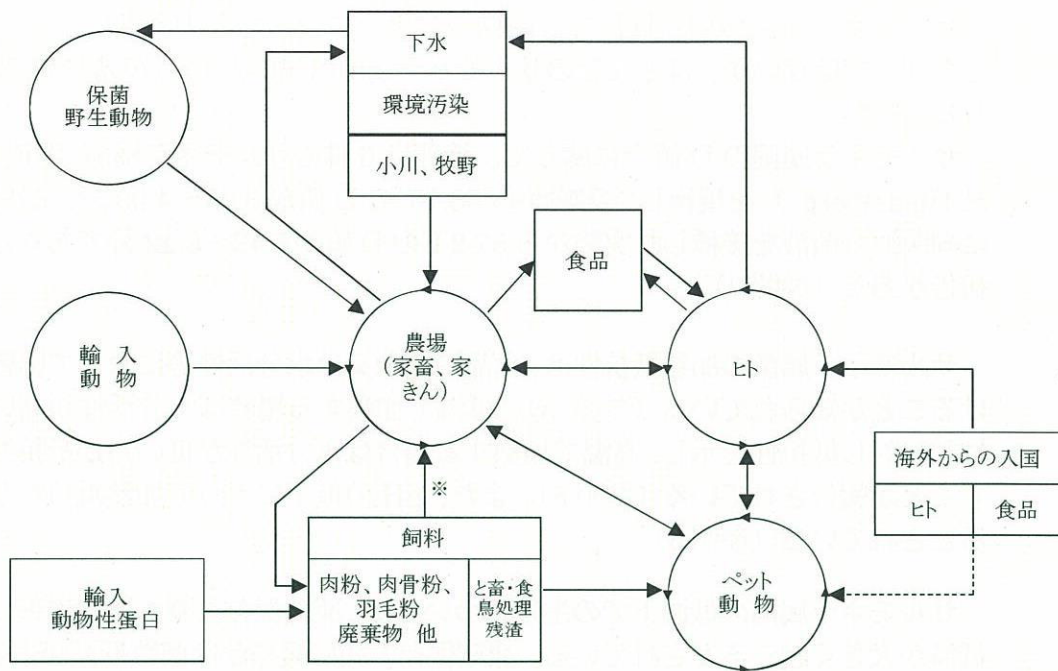 下水
環境汚染
小川、牧野
保菌
野生動物
食品
輸 入
動 物
農場
(家畜、家
きん)
ヒト
海外からの入国
ヒト
食品
※
飼料
肉粉、肉骨粉、
羽毛粉
廃棄物 他
と畜・食
鳥処理
残渣
輸入
動物性蛋白
ペット
動物